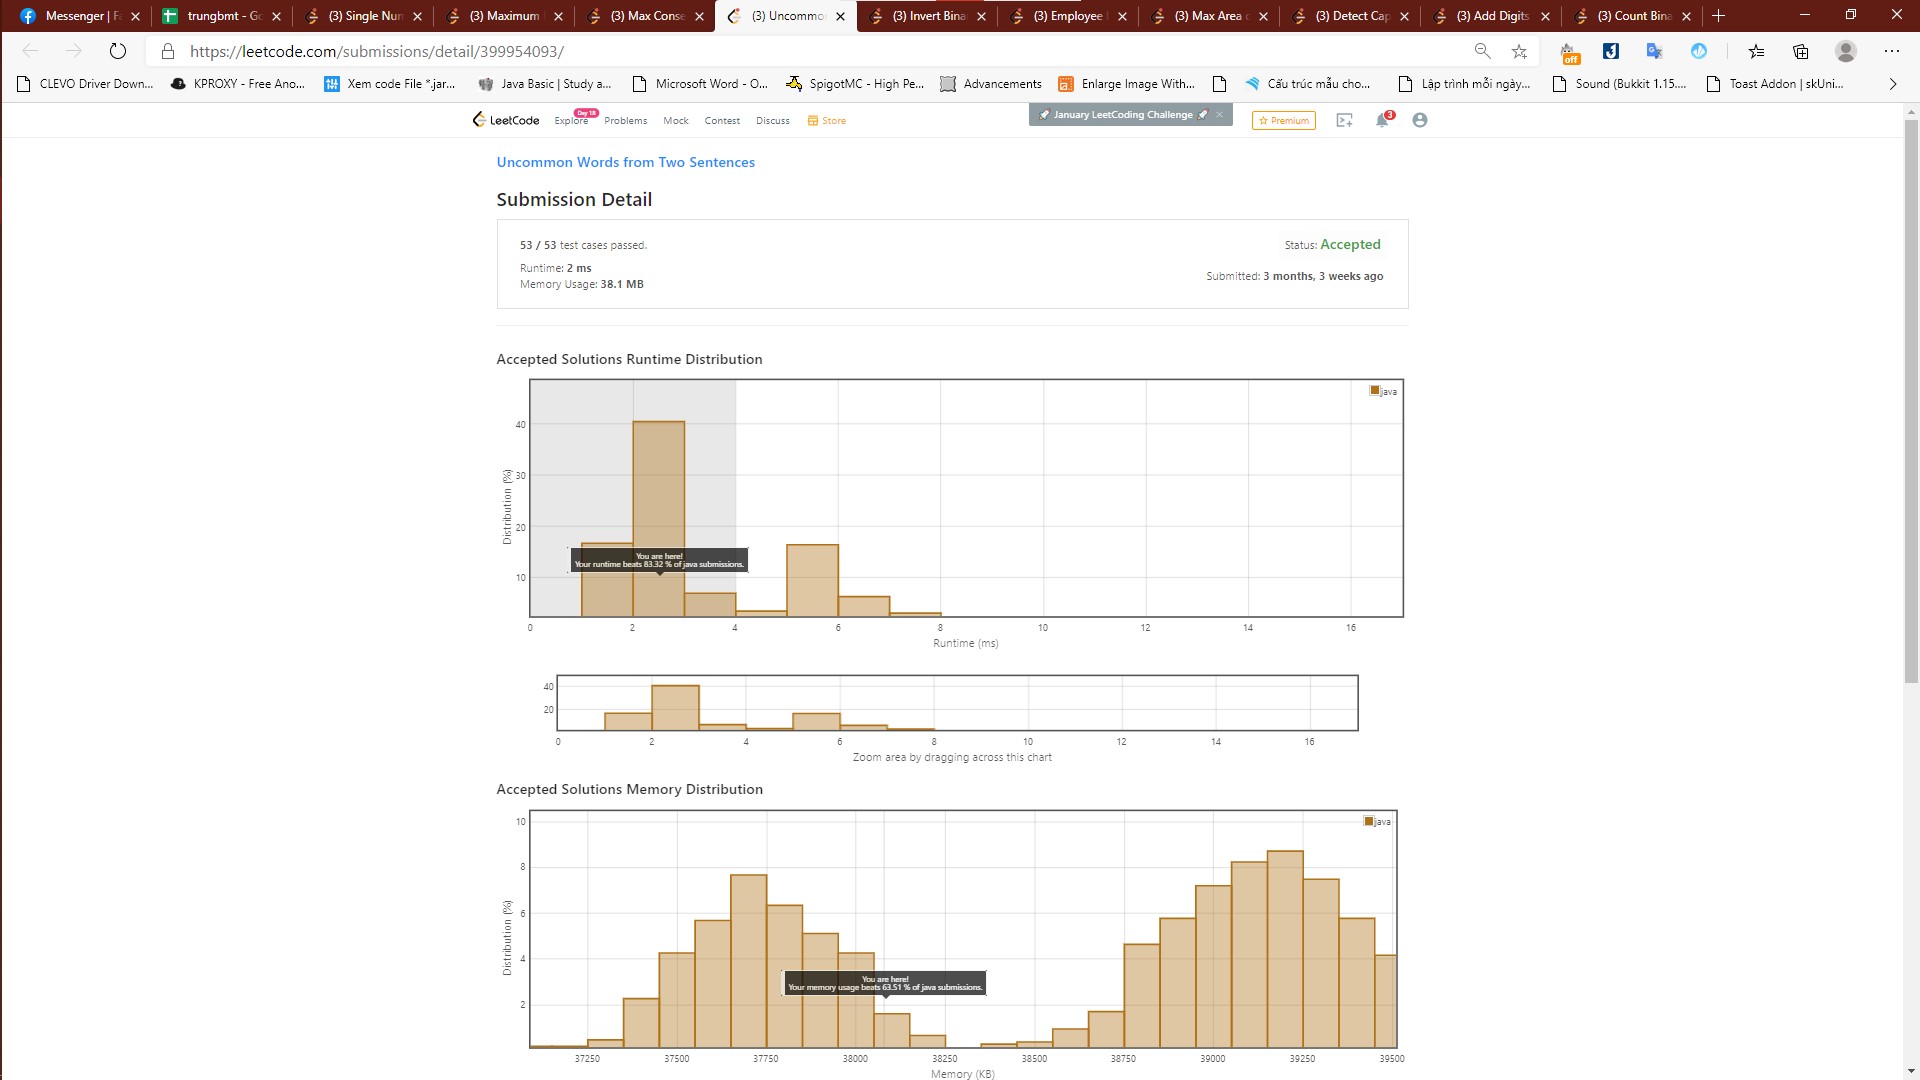 Messenger | Fa
trungbmt - Go
(3) Single Num
(3) Maximum
(3) Max Conse
(3) Uncommo
(3) Invert Bina
(3) Employee I
(3) Max Area o
(3) Detect Cap
(3) Add Digits
(3) Count Bina
https://leetcode.com/submissions/detail/399954093/
off
CLEVO Driver Down...
KPROXY - Free Ano...
Xem code File *.jar...
Java Basic | Study a...
Microsoft Word - O...
SpigotMC - High Pe...
Advancements
Enlarge Image With...
Cấu trúc mẫu cho...
Lập trình mỗi ngày...
Sound (Bukkit 1.15....
Toast Addon | skUni...
LeetCode
Explore
Day 18
Problems
Mock
Contest
Discuss
Store
January LeetCoding Challenge
Premium
3
Uncommon Words from Two Sentences
Submission Detail
53 / 53 test cases passed.
Status: Accepted
Runtime: 2 ms
Submitted: 3 months, 3 weeks ago
Memory Usage: 38.1 MB
Accepted Solutions Runtime Distribution
java
40
30
20
10
Distribution (%)
You are here!
Your runtime beats 83.32 % of java submissions.
0 2 4 6 8 10 12 14 16
Runtime (ms)
40
20
0 2 4 6 8 10 12 14 16
Zoom area by dragging across this chart
Accepted Solutions Memory Distribution
java
10
8
6
4
2
Distribution (%)
You are here!
Your memory usage beats 63.51 % of java submissions.
37250 37500 37750 38000 38250 38500 38750 39000 39250 39500
Memory (KB)